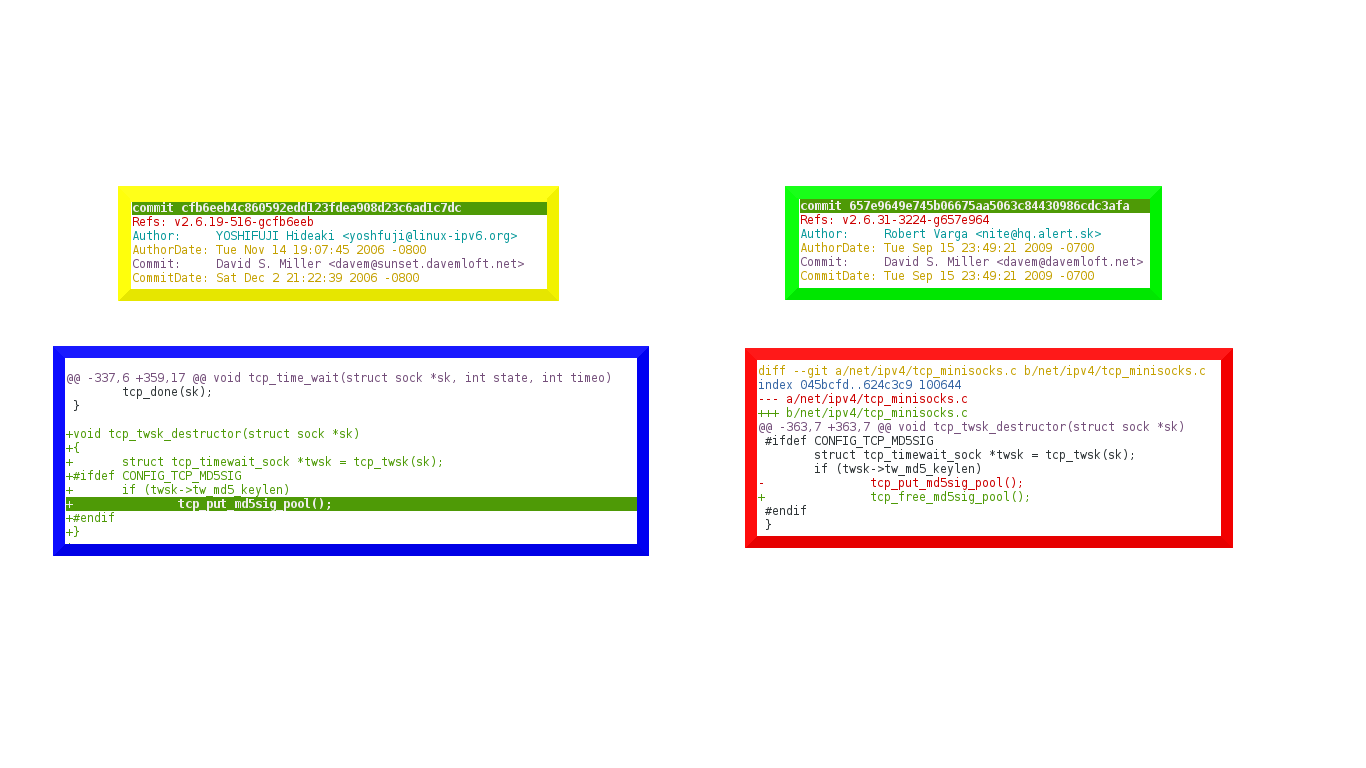 commit cfb6eeb4c860592edd123fdea908d23c6ad1c7dc
Refs: v2.6.19-516-gcfb6eeb
Author:     YOSHIFUJI Hideaki <yoshfuji@linux-ipv6.org>
AuthorDate: Tue Nov 14 19:07:45 2006 -0800
Commit:     David S. Miller <davem@sunset.davemloft.net>
CommitDate: Sat Dec 2 21:22:39 2006 -0800
commit 657e9649e745b06675aa5063c84430986cdc3afa
Refs: v2.6.31-3224-g657e964
Author:     Robert Varga <nite@hq.alert.sk>
AuthorDate: Tue Sep 15 23:49:21 2009 -0700
Commit:     David S. Miller <davem@davemloft.net>
CommitDate: Tue Sep 15 23:49:21 2009 -0700
@@ -337,6 +359,17 @@ void tcp_time_wait(struct sock *sk, int state, int timeo)
        tcp_done(sk);
 }
+void tcp_twsk_destructor(struct sock *sk)
+{
+       struct tcp_timewait_sock *twsk = tcp_twsk(sk);
+#ifdef CONFIG_TCP_MD5SIG
+       if (twsk->tw_md5_keylen)
+               tcp_put_md5sig_pool();
+#endif
+}
diff --git a/net/ipv4/tcp_minisocks.c b/net/ipv4/tcp_minisocks.c
index 045bcfd..624c3c9 100644
--- a/net/ipv4/tcp_minisocks.c
+++ b/net/ipv4/tcp_minisocks.c
@@ -363,7 +363,7 @@ void tcp_twsk_destructor(struct sock *sk)
 #ifdef CONFIG_TCP_MD5SIG
        struct tcp_timewait_sock *twsk = tcp_twsk(sk);
        if (twsk->tw_md5_keylen)
-               tcp_put_md5sig_pool();
+               tcp_free_md5sig_pool();
 #endif
 }